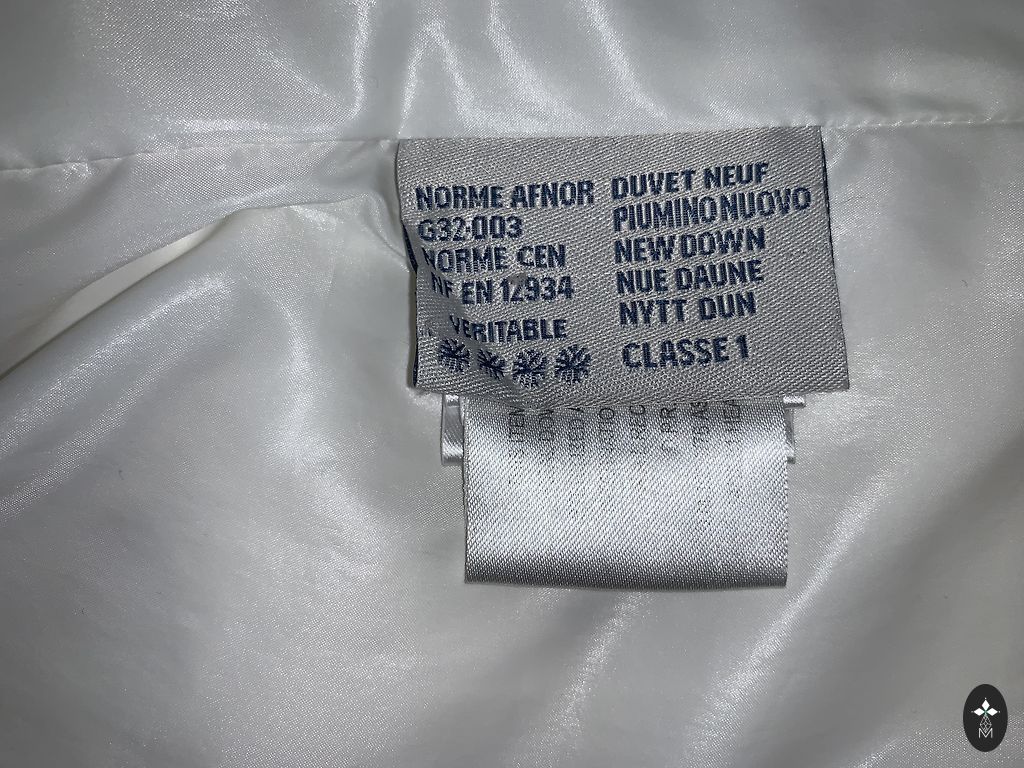 NORME AFNOR
G32-003
NORME CEN
NF EN 12934
VERITABLE
DUVET NEUF
PIUMINO NUOVO
NEW DOWN
NUE DAUNE
NYTT DUN
CLASSE 1
M